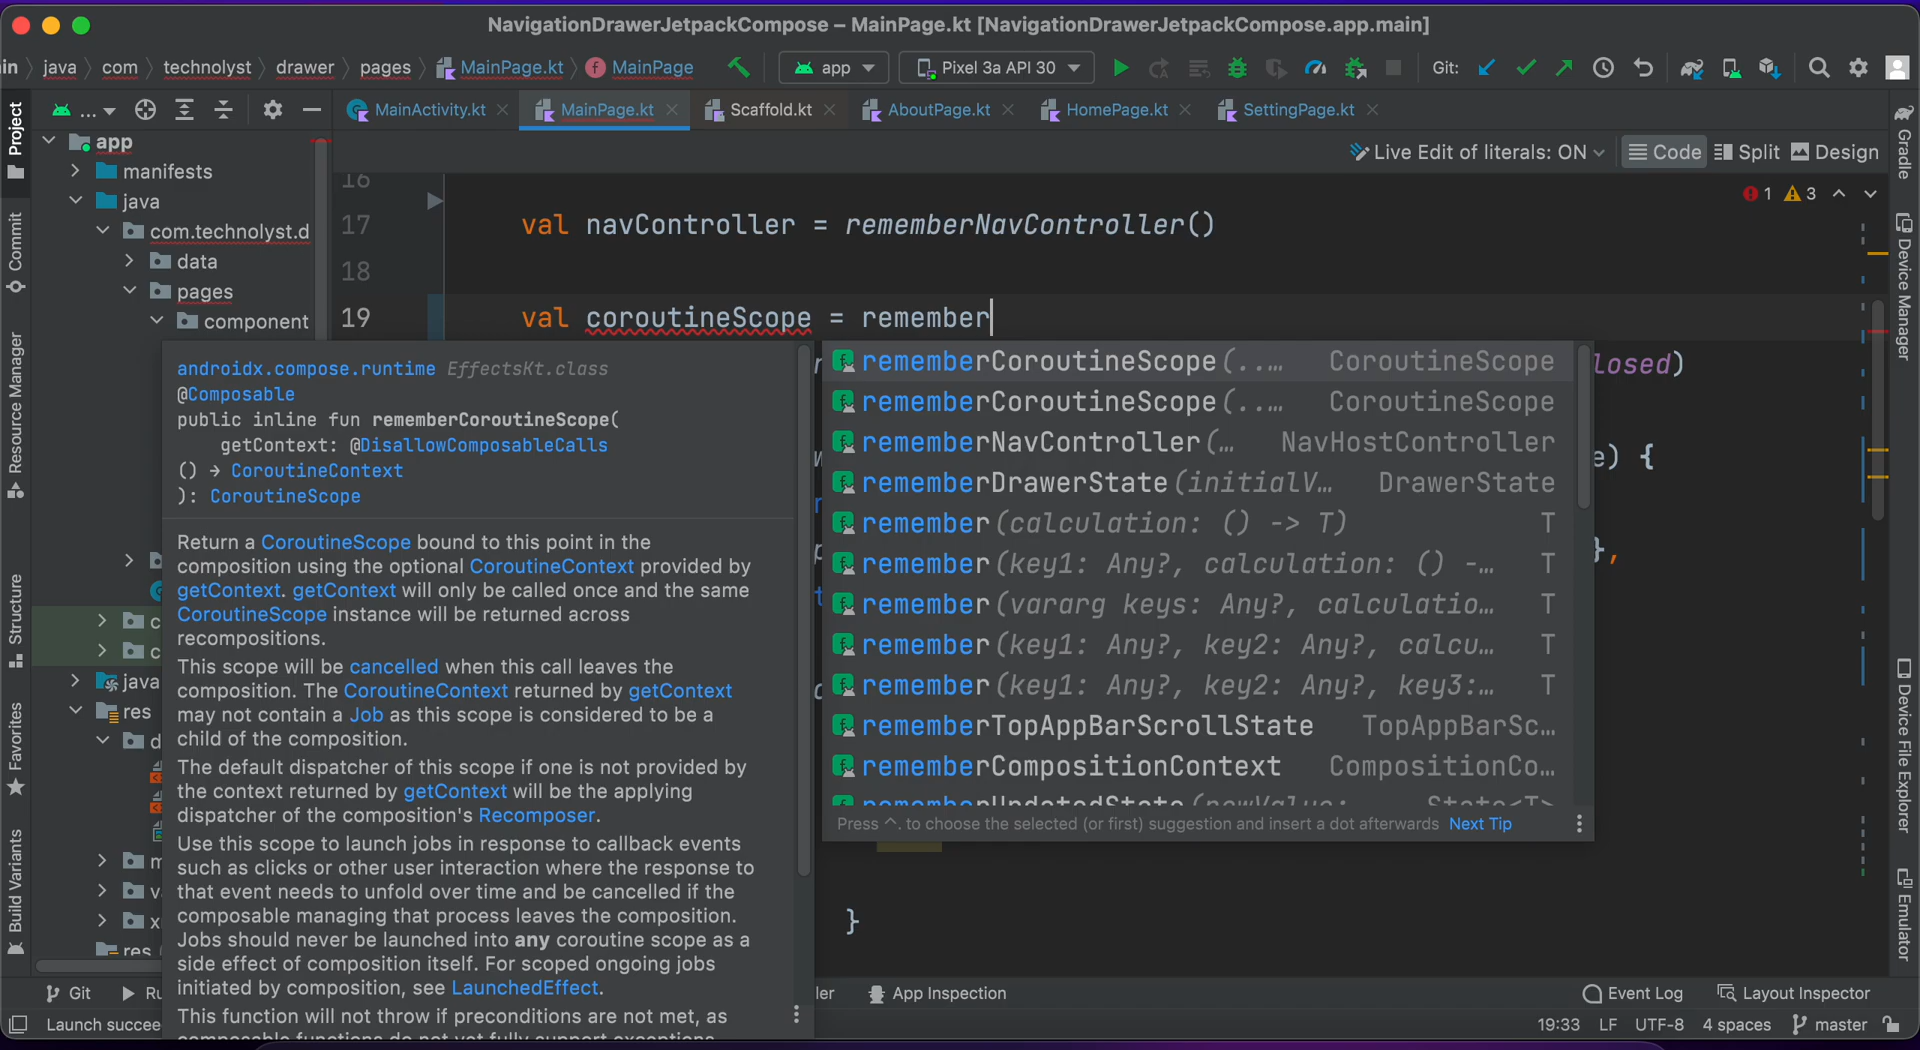 NavigationDrawerJetpackCompose – MainPage.kt [NavigationDrawerJetpackCompose.app.main]
in java com technolyst drawer pages MainPage.kt MainPage app Pixel 3a API 30 Git:
Project ... MainActivity.kt MainPage.kt Scaffold.kt AboutPage.kt HomePage.kt SettingPage.kt Gradle
app
Live Edit of literals: ON Code Split Design
manifests
16
1 3
java
17 val navController = rememberNavController()
com.technolyst.d
Commit
Device Manager
data
18
pages
component
19 val coroutineScope = remember
Resource Manager
androidx.compose.runtime EffectsKt.class
@Composable
public inline fun rememberCoroutineScope(
getContext: @DisallowComposableCalls
() → CoroutineContext
): CoroutineScope
Return a CoroutineScope bound to this point in the
composition using the optional CoroutineContext provided by
getContext. getContext will only be called once and the same
CoroutineScope instance will be returned across
recompositions.
This scope will be cancelled when this call leaves the
composition. The CoroutineContext returned by getContext
may not contain a Job as this scope is considered to be a
child of the composition.
The default dispatcher of this scope if one is not provided by
the context returned by getContext will be the applying
dispatcher of the composition's Recomposer.
Use this scope to launch jobs in response to callback events
such as clicks or other user interaction where the response to
that event needs to unfold over time and be cancelled if the
composable managing that process leaves the composition.
Jobs should never be launched into any coroutine scope as a
side effect of composition itself. For scoped ongoing jobs
initiated by composition, see LaunchedEffect.
This function will not throw if preconditions are not met, as
composable functions do not yet fully support exceptions.
rememberCoroutineScope(..… CoroutineScope
losed)
rememberCoroutineScope(..… CoroutineScope
rememberNavController(… NavHostController
e) {
rememberDrawerState(initialV… DrawerState
remember(calculation: () -> T) T
remember(key1: Any?, calculation: () -… T
},
remember(vararg keys: Any?, calculatio… T
remember(key1: Any?, key2: Any?, calcu… T
remember(key1: Any?, key2: Any?, key3:… T
rememberTopAppBarScrollState TopAppBarSc…
rememberCompositionContext CompositionCo…
rememberUpdatedState(newValue: State<T>
Press ^. to choose the selected (or first) suggestion and insert a dot afterwards Next Tip
}
Structure
Favorites
Build Variants
c
c
java
res
d
m
v
x
res
Device File Explorer
Emulator
Git Ru ler App Inspection Event Log Layout Inspector
Launch succee 19:33 LF UTF-8 4 spaces master